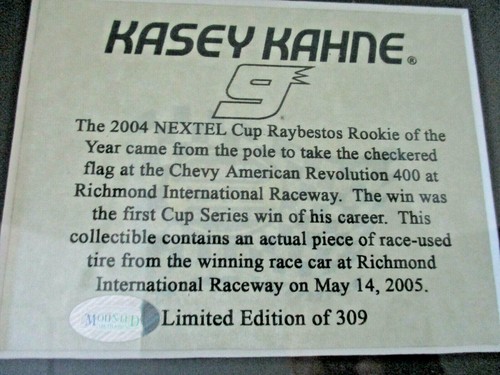 KASEY KAHNE®
9
The 2004 NEXTEL Cup Raybestos Rookie of the
Year came from the pole to take the checkered
flag at the Chevy American Revolution 400 at
Richmond International Raceway. The win was
the first Cup Series win of his career. This
collectible contains an actual piece of race-used
tire from the winning race car at Richmond
International Raceway on May 14, 2005.
Limited Edition of 309